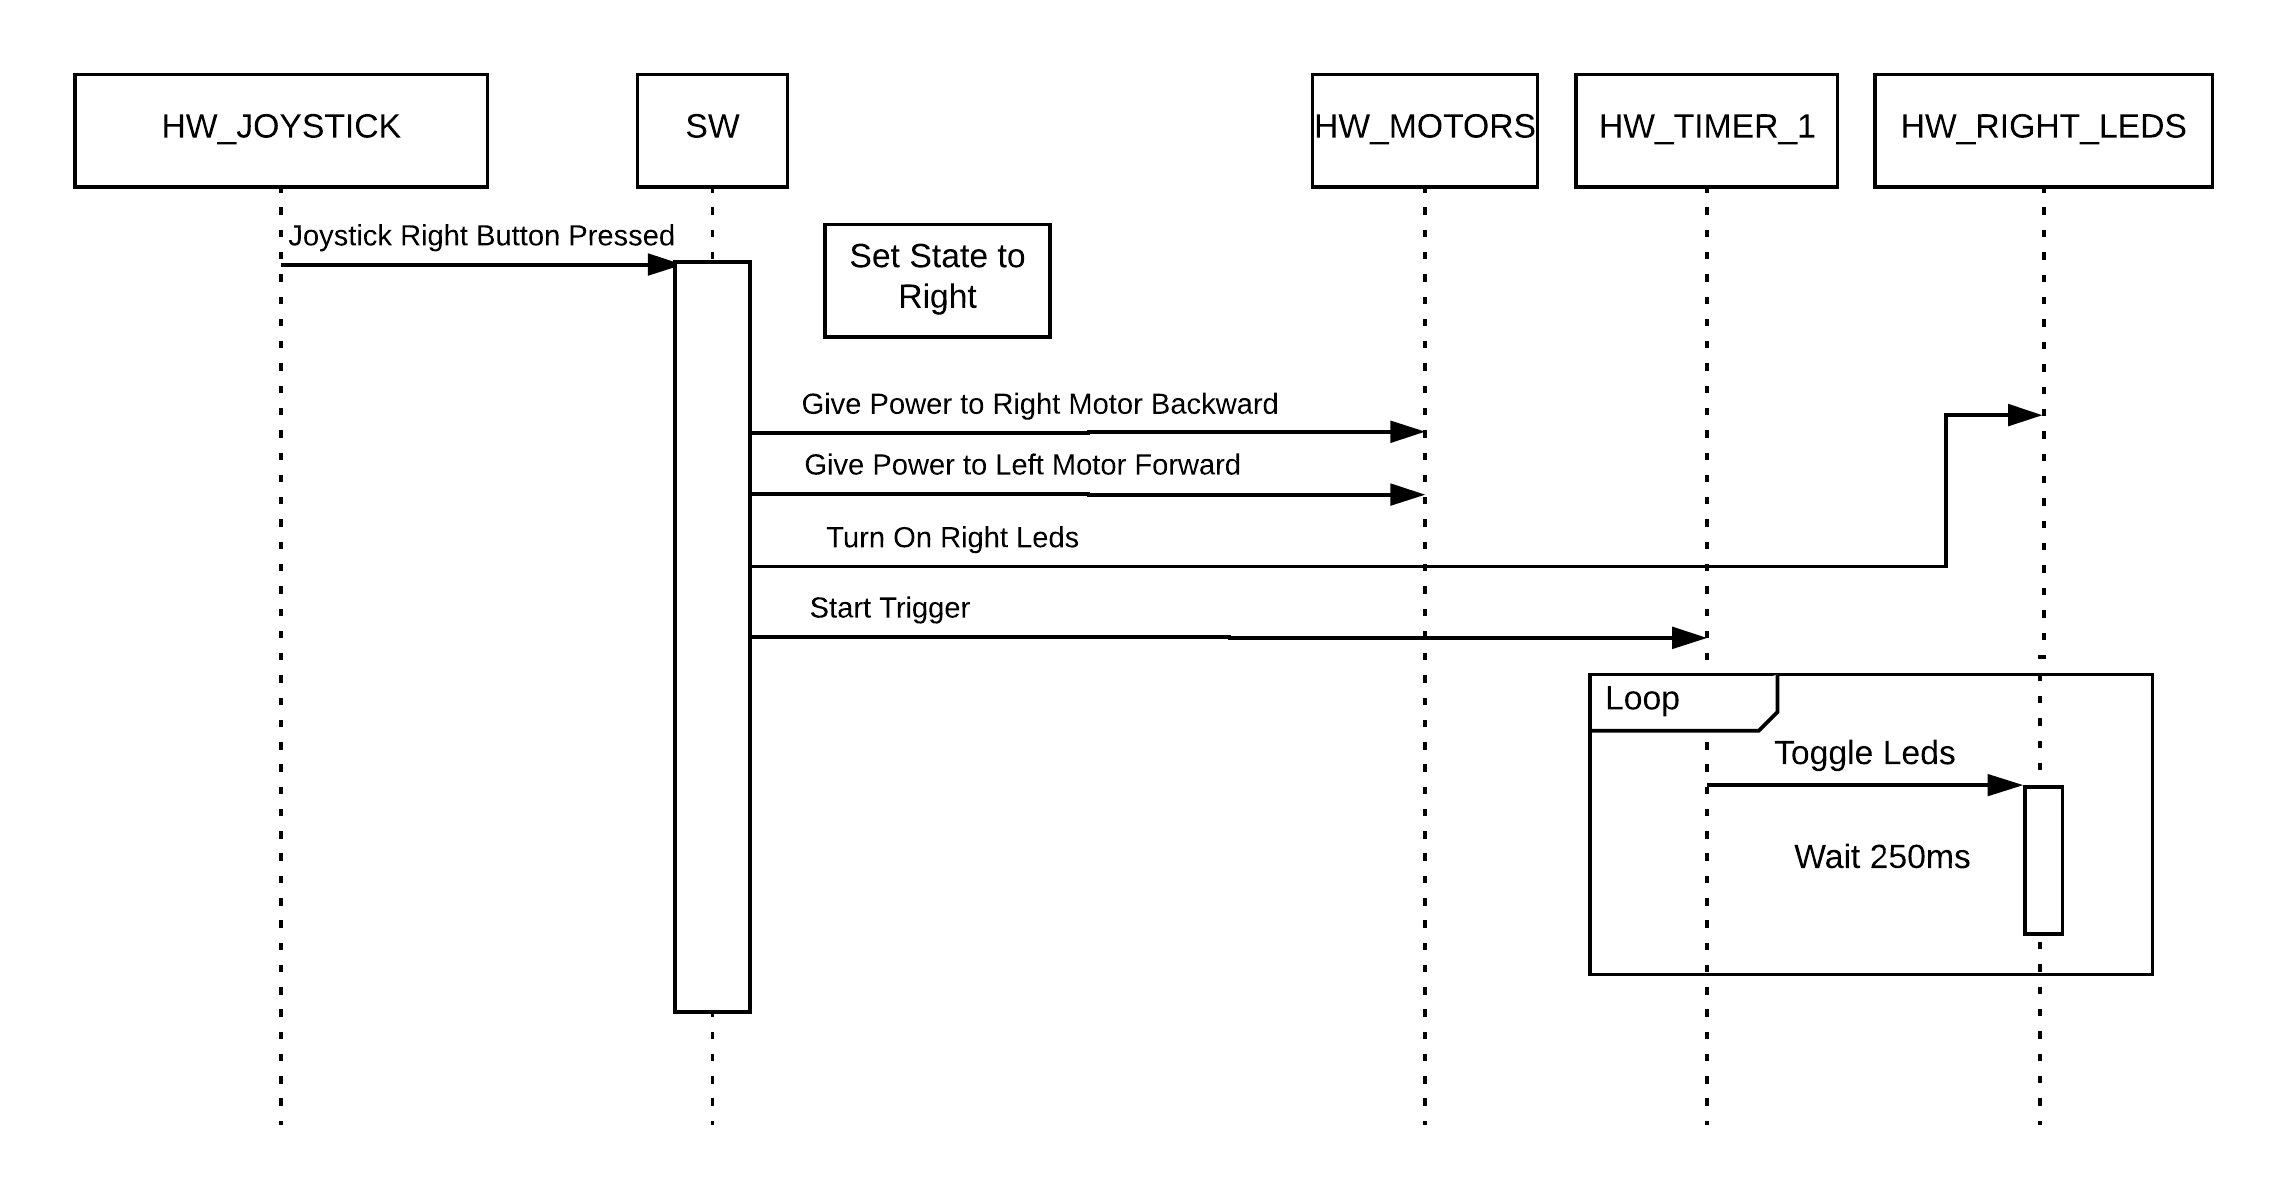 HW_JOYSTICK
SW
HW_MOTORS
HW_TIMER_1
HW_RIGHT_LEDS
Joystick Right Button Pressed
Set State to
Right
Give Power to Right Motor Backward
Give Power to Left Motor Forward
Turn On Right Leds
Start Trigger
Loop
Toggle Leds
Wait 250ms